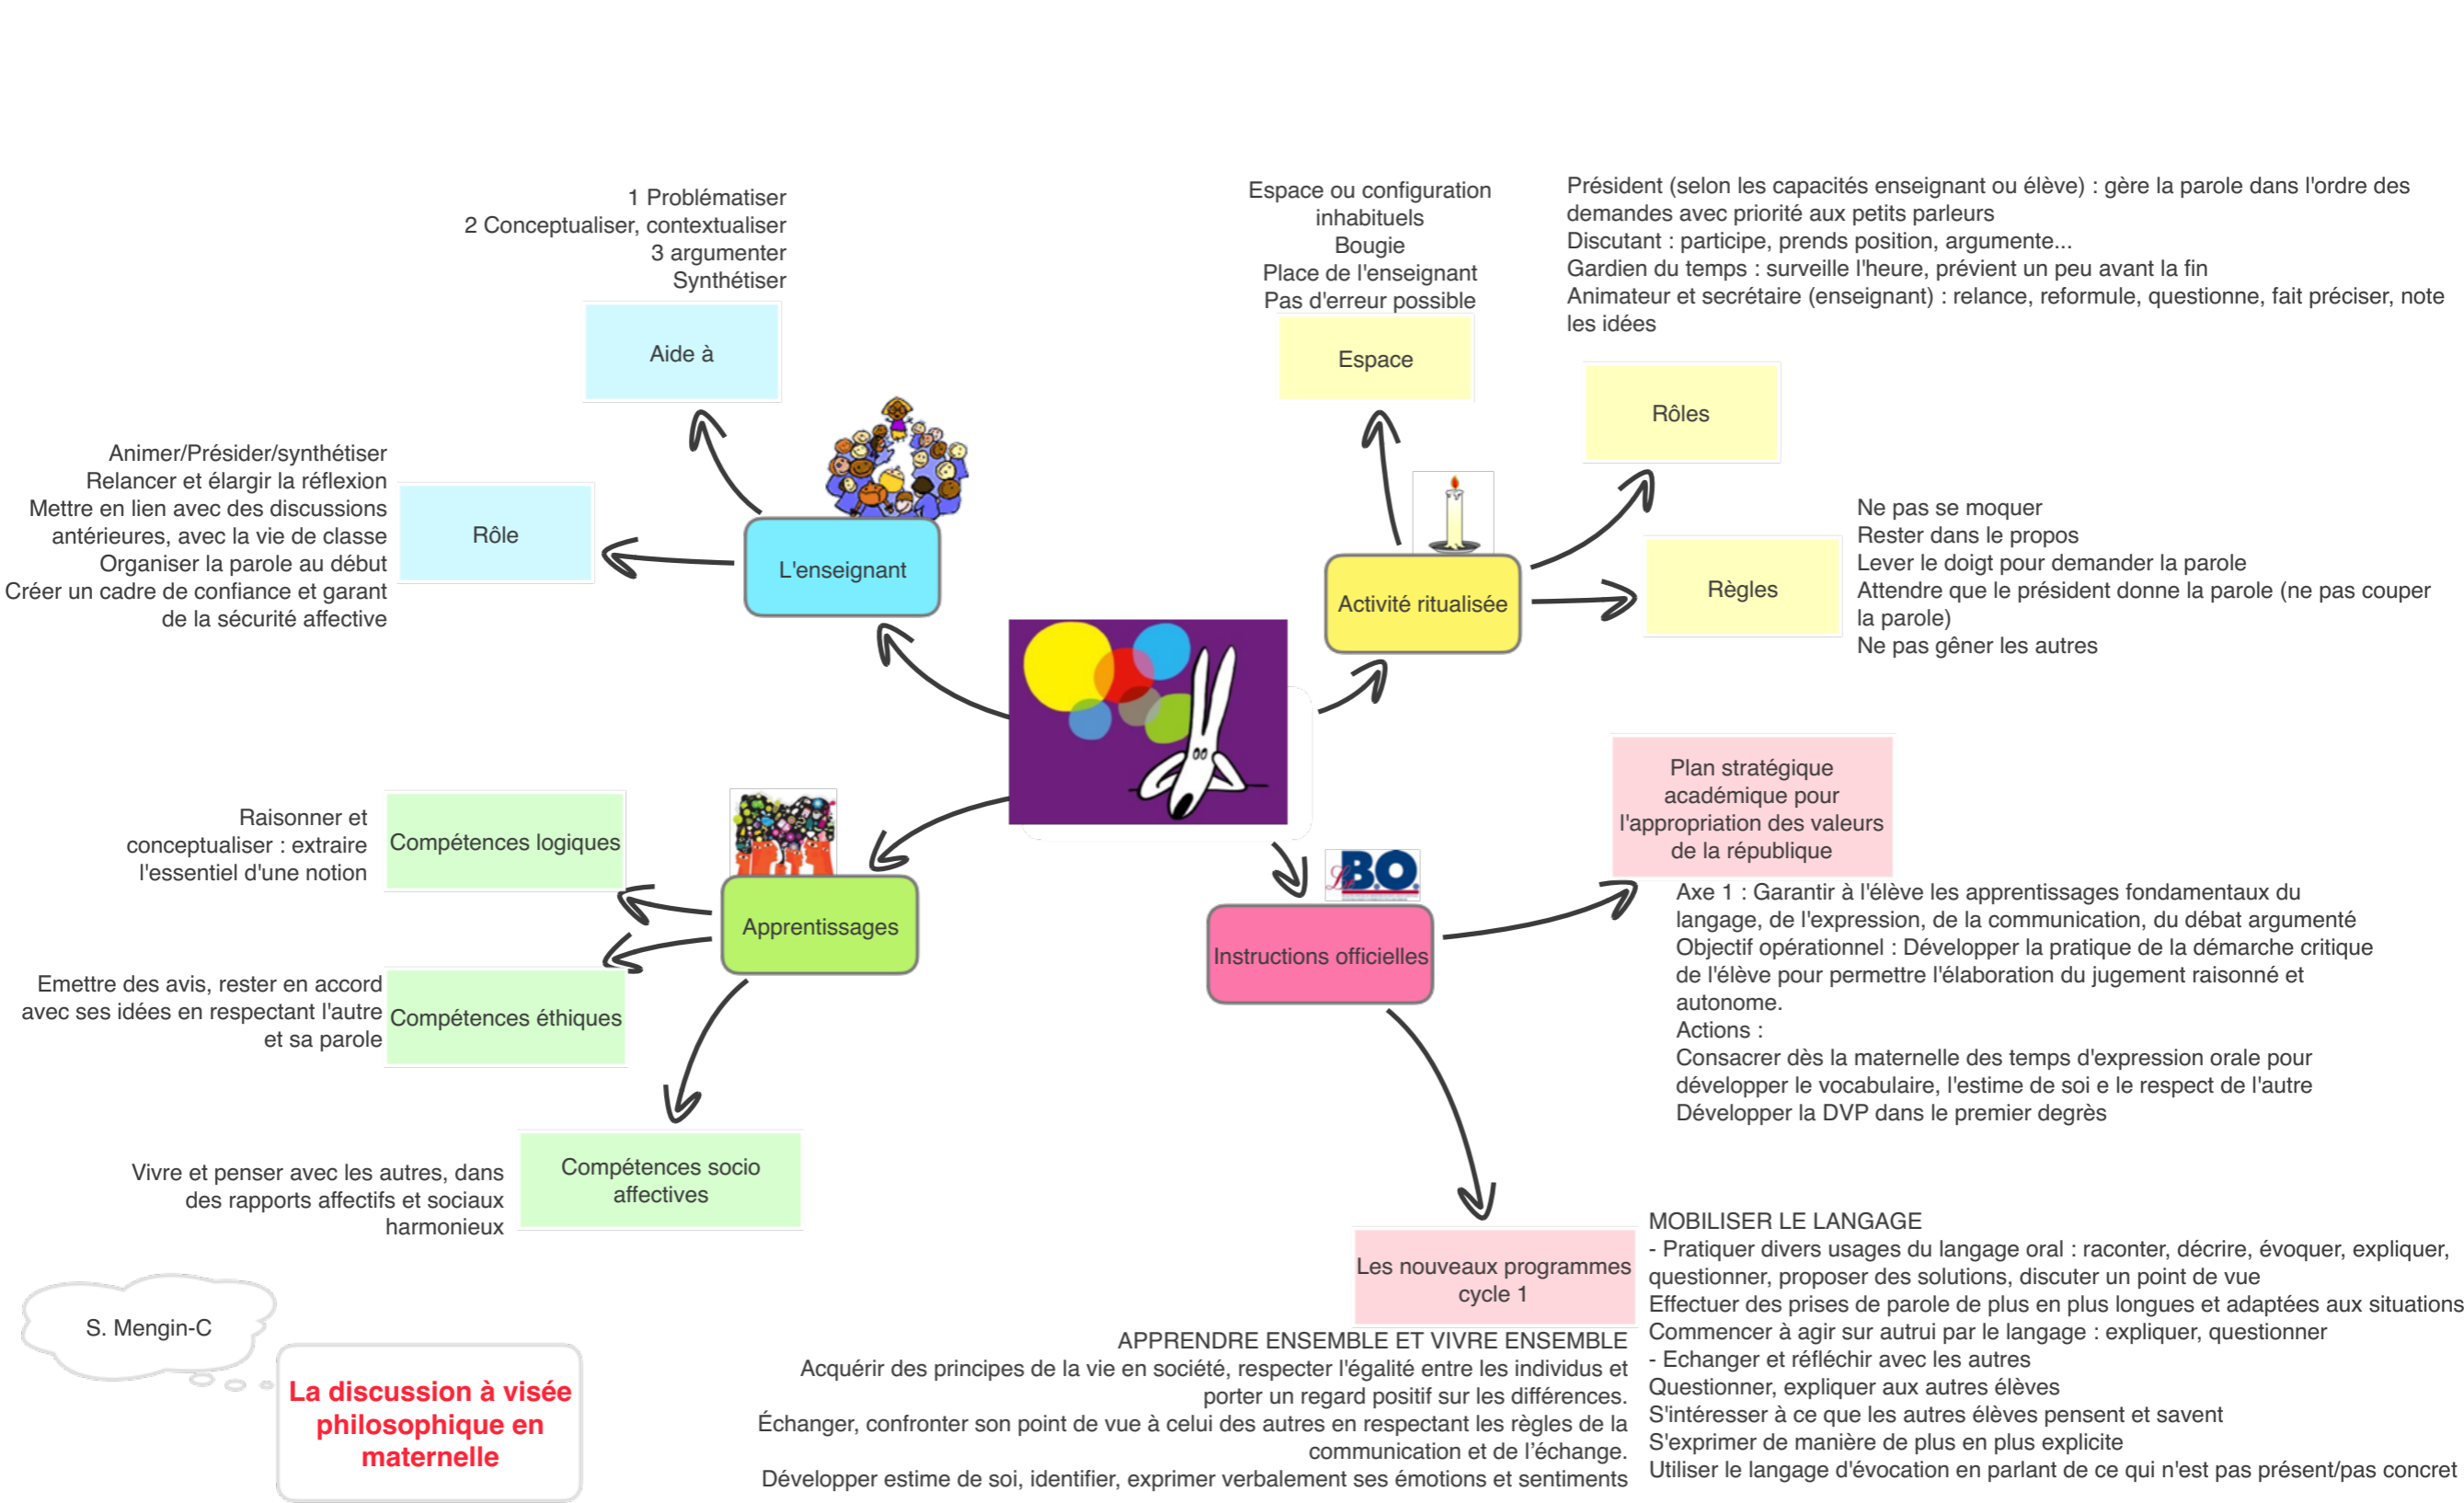 1 Problématiser
2 Conceptualiser, contextualiser
3 argumenter
Synthétiser
Aide à
Animer/Présider/synthétiser
Relancer et élargir la réflexion
Mettre en lien avec des discussions
antérieures, avec la vie de classe
Organiser la parole au début
Créer un cadre de confiance et garant
de la sécurité affective
Rôle
L'enseignant
Espace ou configuration
inhabituels
Bougie
Place de l'enseignant
Pas d'erreur possible
Espace
Président (selon les capacités enseignant ou élève) : gère la parole dans l'ordre des
demandes avec priorité aux petits parleurs
Discutant : participe, prends position, argumente...
Gardien du temps : surveille l'heure, prévient un peu avant la fin
Animateur et secrétaire (enseignant) : relance, reformule, questionne, fait préciser, note
les idées
Rôles
Activité ritualisée
Règles
Ne pas se moquer
Rester dans le propos
Lever le doigt pour demander la parole
Attendre que le président donne la parole (ne pas couper
la parole)
Ne pas gêner les autres
Raisonner et
conceptualiser : extraire
l'essentiel d'une notion
Compétences logiques
Apprentissages
Emettre des avis, rester en accord
avec ses idées en respectant l'autre
et sa parole
Compétences éthiques
Vivre et penser avec les autres, dans
des rapports affectifs et sociaux
harmonieux
Compétences socio
affectives
Le B.O.
Instructions officielles
Plan stratégique
académique pour
l'appropriation des valeurs
de la république
Axe 1 : Garantir à l'élève les apprentissages fondamentaux du
langage, de l'expression, de la communication, du débat argumenté
Objectif opérationnel : Développer la pratique de la démarche critique
de l'élève pour permettre l'élaboration du jugement raisonné et
autonome.
Actions :
Consacrer dès la maternelle des temps d'expression orale pour
développer le vocabulaire, l'estime de soi e le respect de l'autre
Développer la DVP dans le premier degrès
Les nouveaux programmes
cycle 1
MOBILISER LE LANGAGE
- Pratiquer divers usages du langage oral : raconter, décrire, évoquer, expliquer,
questionner, proposer des solutions, discuter un point de vue
Effectuer des prises de parole de plus en plus longues et adaptées aux situations
Commencer à agir sur autrui par le langage : expliquer, questionner
- Echanger et réfléchir avec les autres
Questionner, expliquer aux autres élèves
S'intéresser à ce que les autres élèves pensent et savent
S'exprimer de manière de plus en plus explicite
Utiliser le langage d'évocation en parlant de ce qui n'est pas présent/pas concret
APPRENDRE ENSEMBLE ET VIVRE ENSEMBLE
Acquérir des principes de la vie en société, respecter l'égalité entre les individus et
porter un regard positif sur les différences.
Échanger, confronter son point de vue à celui des autres en respectant les règles de la
communication et de l'échange.
Développer estime de soi, identifier, exprimer verbalement ses émotions et sentiments
S. Mengin-C
La discussion à visée
philosophique en
maternelle